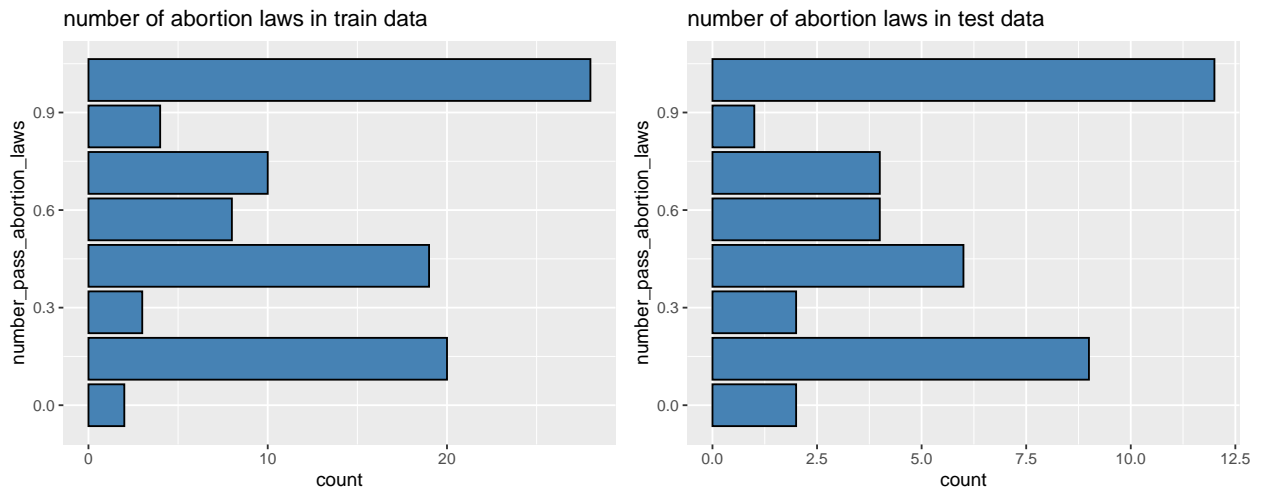 number of abortion laws in train data
number_pass_abortion_laws
0.9
0.6
0.3
0.0
0
10
20
count
number of abortion laws in test data
number_pass_abortion_laws
0.9
0.6
0.3
0.0
0.0
2.5
5.0
7.5
10.0
12.5
count